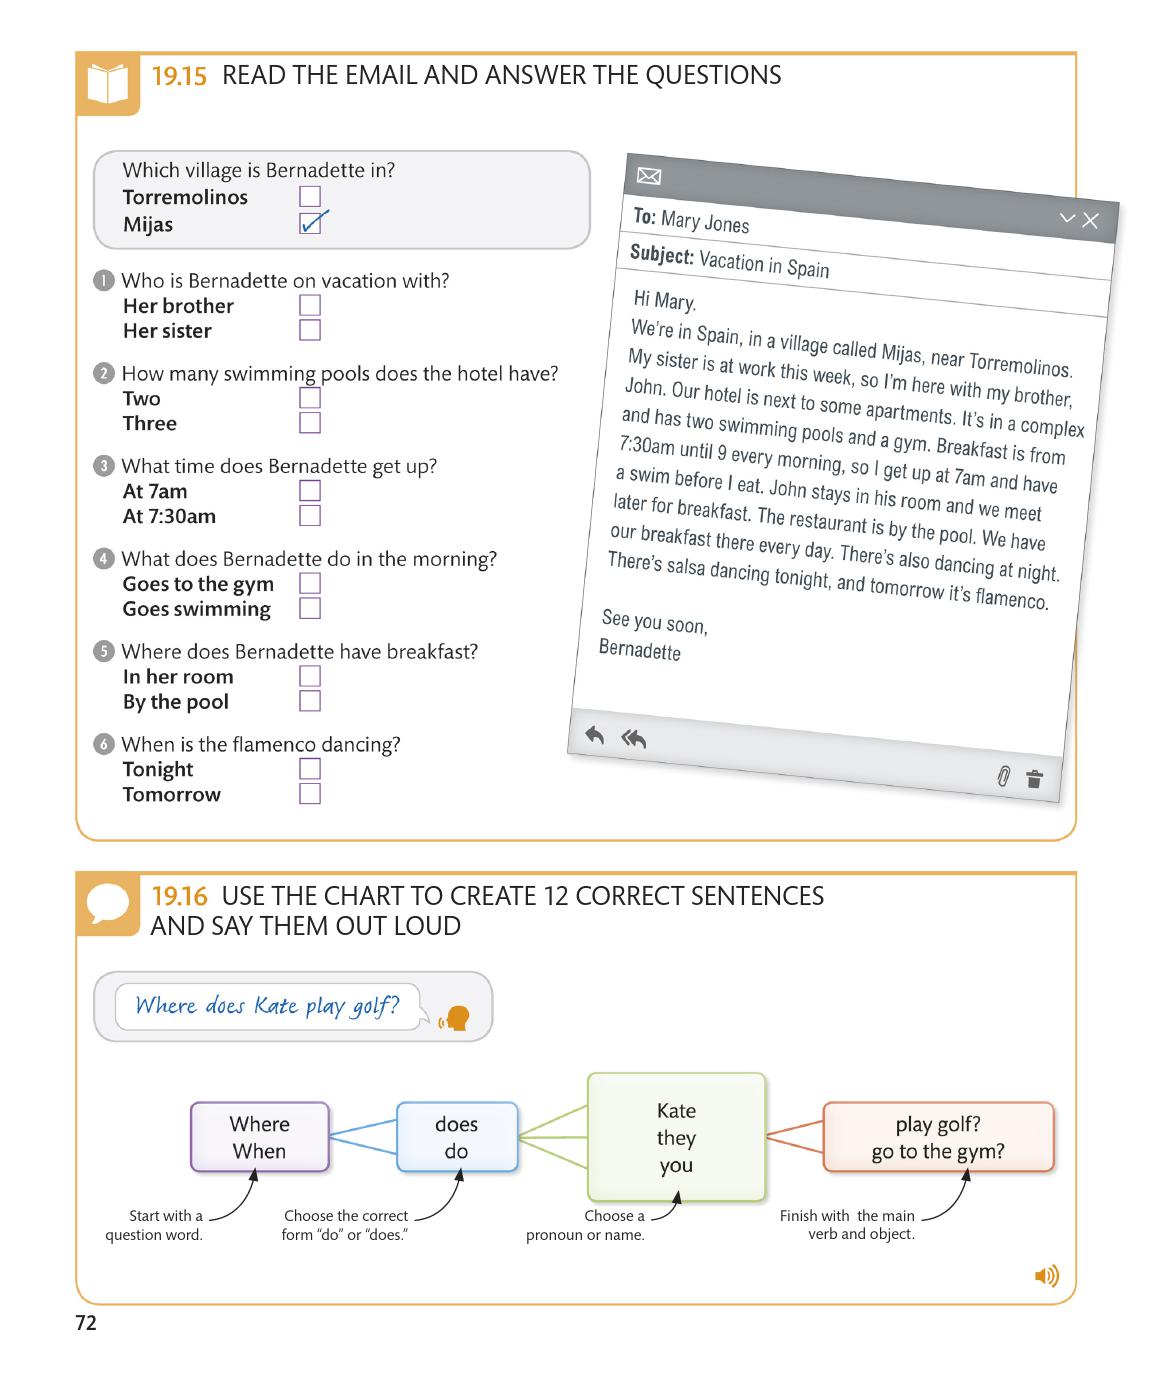 19.15 READ THE EMAIL AND ANSWER THE QUESTIONS
Which village is Bernadette in?
Torremolinos
Mijas
1 Who is Bernadette on vacation with?
Her brother
Her sister
2 How many swimming pools does the hotel have?
Two
Three
3 What time does Bernadette get up?
At 7am
At 7:30am
4 What does Bernadette do in the morning?
Goes to the gym
Goes swimming
5 Where does Bernadette have breakfast?
In her room
By the pool
6 When is the flamenco dancing?
Tonight
Tomorrow
To: Mary Jones
Subject: Vacation in Spain
Hi Mary.
We're in Spain, in a village called Mijas, near Torremolinos.
My sister is at work this week, so I'm here with my brother,
John. Our hotel is next to some apartments. It's in a complex
and has two swimming pools and a gym. Breakfast is from
7:30am until 9 every morning, so I get up at 7am and have
a swim before I eat. John stays in his room and we meet
later for breakfast. The restaurant is by the pool. We have
our breakfast there every day. There's also dancing at night.
There's salsa dancing tonight, and tomorrow it's flamenco.
See you soon,
Bernadette
19.16 USE THE CHART TO CREATE 12 CORRECT SENTENCES
AND SAY THEM OUT LOUD
Where does Kate play golf?
Where
When
does
do
Kate
they
you
play golf?
go to the gym?
Start with a
question word.
Choose the correct
form "do" or "does."
Choose a
pronoun or name.
Finish with the main
verb and object.
72